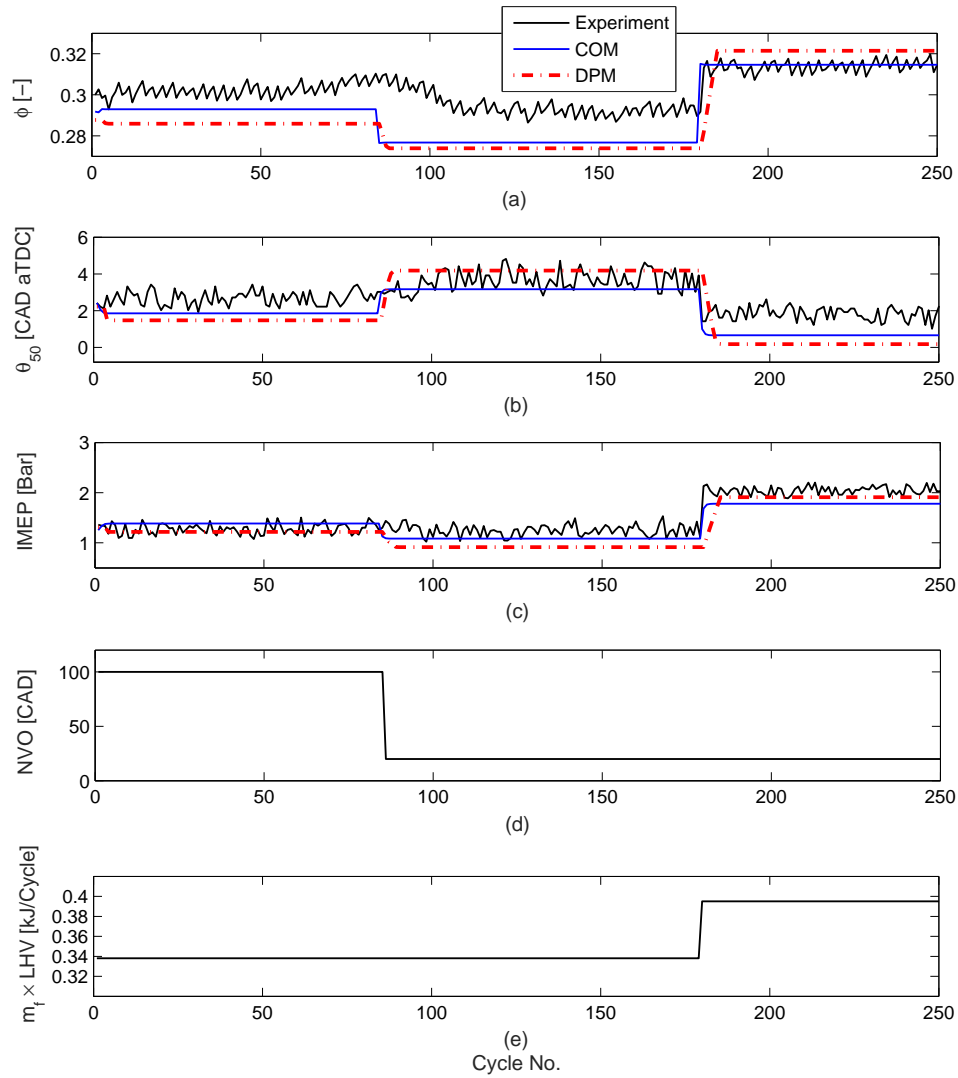 Experiment
COM
DPM
0.32
0.3
0.28
ϕ [−]
0 50 100 150 200 250
(a)
6
4
2
0
θ50 [CAD aTDC]
0 50 100 150 200 250
(b)
3
2
1
IMEP [Bar]
0 50 100 150 200 250
(c)
100
50
0
NVO [CAD]
0 50 100 150 200 250
(d)
0.4
0.38
0.36
0.34
0.32
mf × LHV [kJ/Cycle]
0 50 100 150 200 250
(e)
Cycle No.